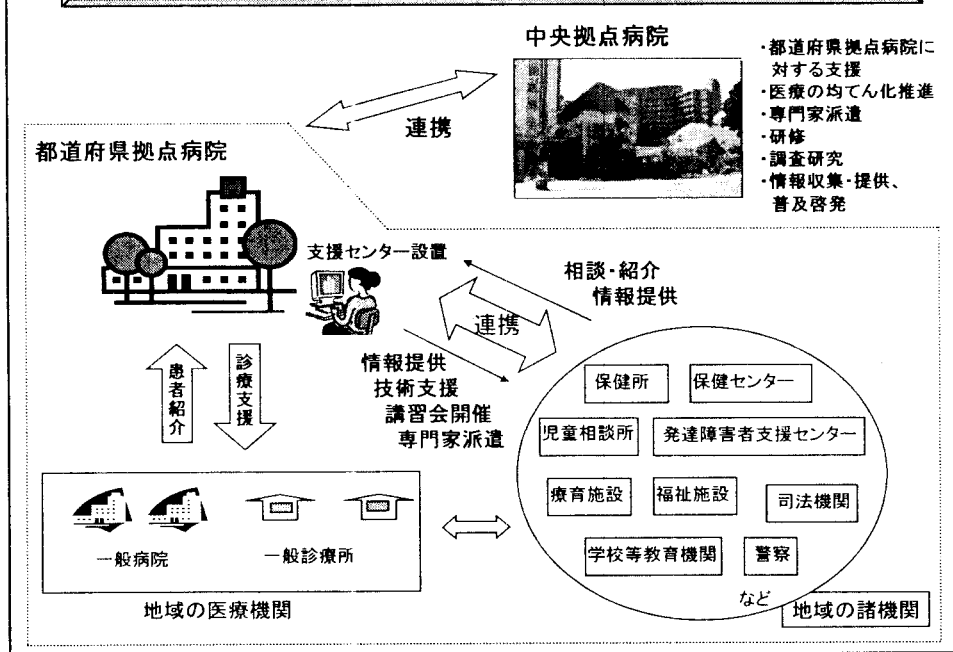 中央拠点病院
・都道府県拠点病院に
対する支援
・医療の均てん化推進
・専門家派遣
・研修
・調査研究
・情報収集・提供、
普及啓発
連携
都道府県拠点病院
支援センター設置
相談・紹介
情報提供
連携
情報提供
技術支援
講習会開催
専門家派遣
患者紹介
診療支援
保健所
保健センター
児童相談所
発達障害者支援センター
療育施設
福祉施設
司法機関
学校等教育機関
警察
など
地域の諸機関
一般病院
一般診療所
地域の医療機関